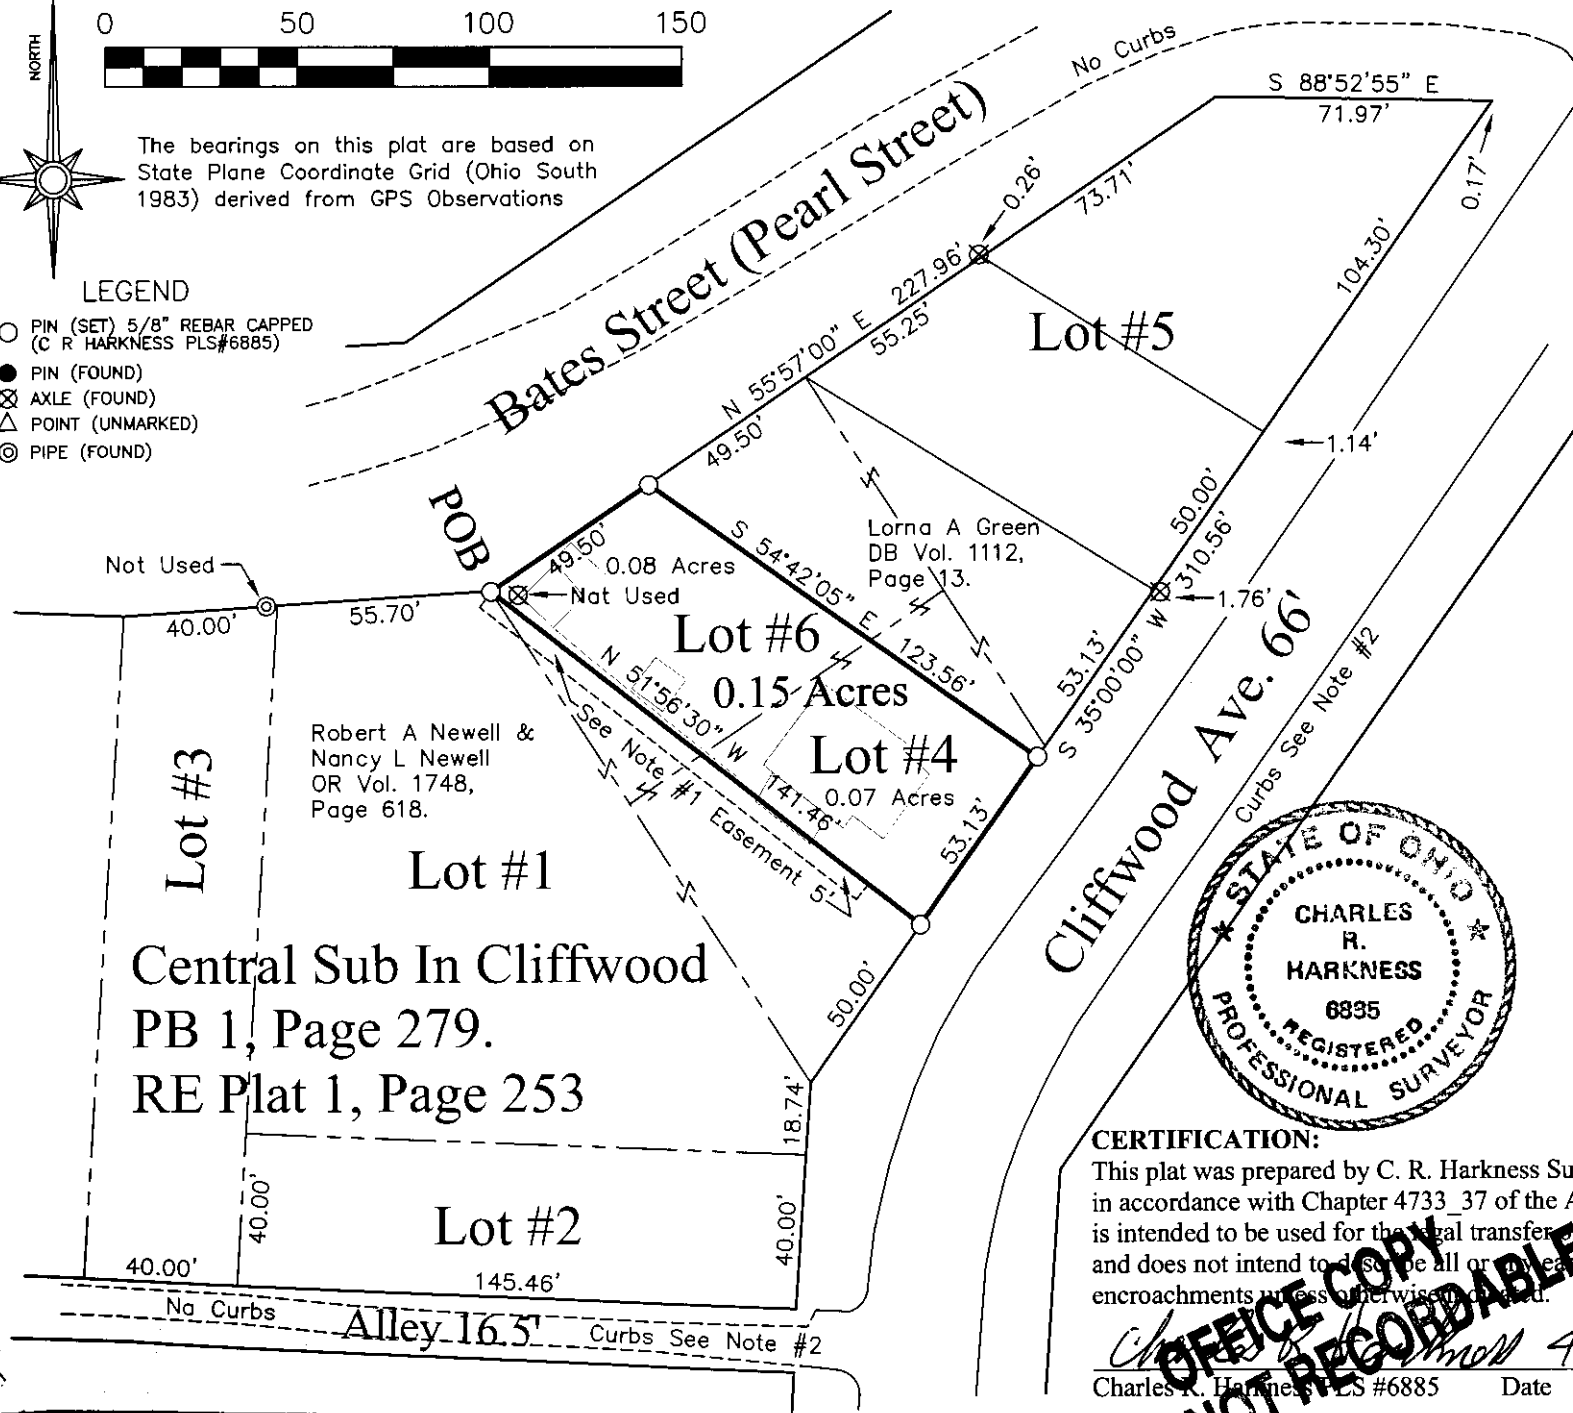 0 50 100 150
NORTH
The bearings on this plat are based on
State Plane Coordinate Grid (Ohio South
1983) derived from GPS Observations
LEGEND
PIN (SET) 5/8" REBAR CAPPED
(C R HARKNESS PLS#6885)
PIN (FOUND)
AXLE (FOUND)
POINT (UNMARKED)
PIPE (FOUND)
No Curbs
S 88°52'55" E
71.97'
0.17'
0.26'
73.71'
104.30'
Bates Street (Pearl Street)
N 55°57'00" E 227.96'
55.25'
49.50'
Lot #5
1.14'
50.00'
POB
Not Used
40.00'
55.70'
49.50'
0.08 Acres
Not Used
S 54°42'05" E 123.56'
Lorna A Green
DB Vol. 1112,
Page 13.
1.76'
53.13'
S 35°00'00" W 310.56'
Lot #6
0.15 Acres
N 51°56'30" W 141.46'
See Note #1 Easement 5'
Lot #4
0.07 Acres
53.13'
Cliffwood Ave. 66'
Curbs See Note #2
Robert A Newell &
Nancy L Newell
OR Vol. 1748,
Page 618.
Lot #3
Lot #1
50.00'
Central Sub In Cliffwood
PB 1, Page 279.
RE Plat 1, Page 253
18.74'
40.00'
Lot #2
40.00'
40.00'
145.46'
No Curbs
Alley 16.5'
Curbs See Note #2
STATE OF OHIO
CHARLES
R.
HARKNESS
6885
REGISTERED
PROFESSIONAL SURVEYOR
CERTIFICATION:
This plat was prepared by C. R. Harkness Su
in accordance with Chapter 4733_37 of the A
is intended to be used for the legal transfer
and does not intend to describe all or any ea
encroachments unless otherwise indicated.
OFFICE COPY
NOT RECORDABLE
Charles R. Harkness PLS #6885 Date